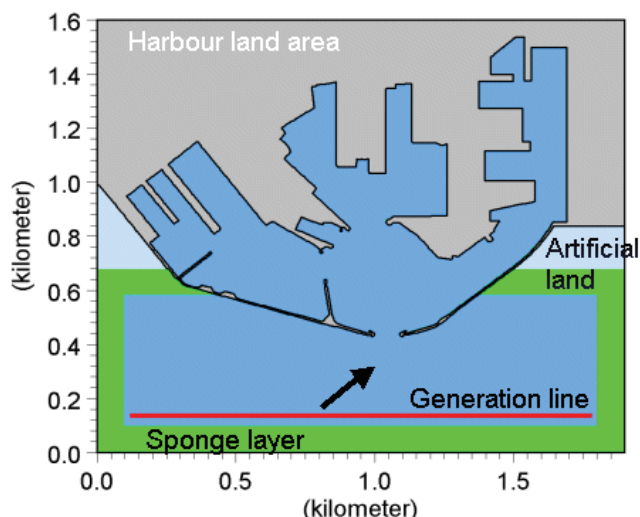 1.6
Harbour land area
1.4
1.2
1.0
(kilometer)
0.8
Artificial
land
0.6
0.4
Generation line
0.2
Sponge layer
0.0
0.0
0.5
1.0
1.5
(kilometer)